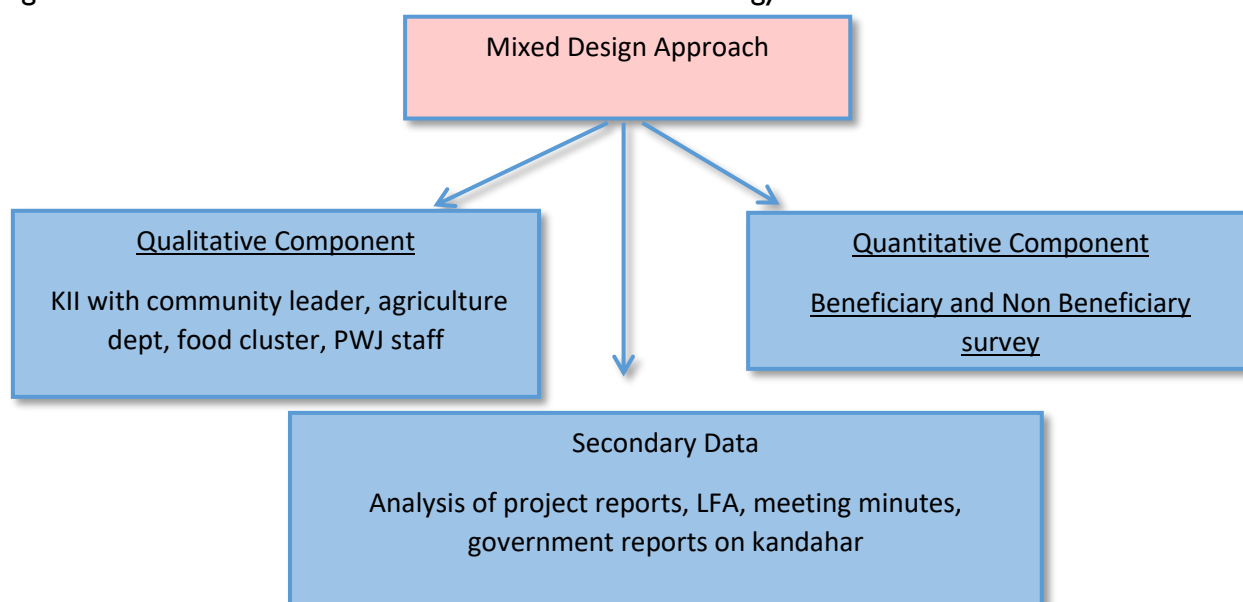 Mixed Design Approach
Qualitative Component
KII with community leader, agriculture
dept, food cluster, PWJ staff
Quantitative Component
Beneficiary and Non Beneficiary
survey
Secondary Data
Analysis of project reports, LFA, meeting minutes,
government reports on kandahar